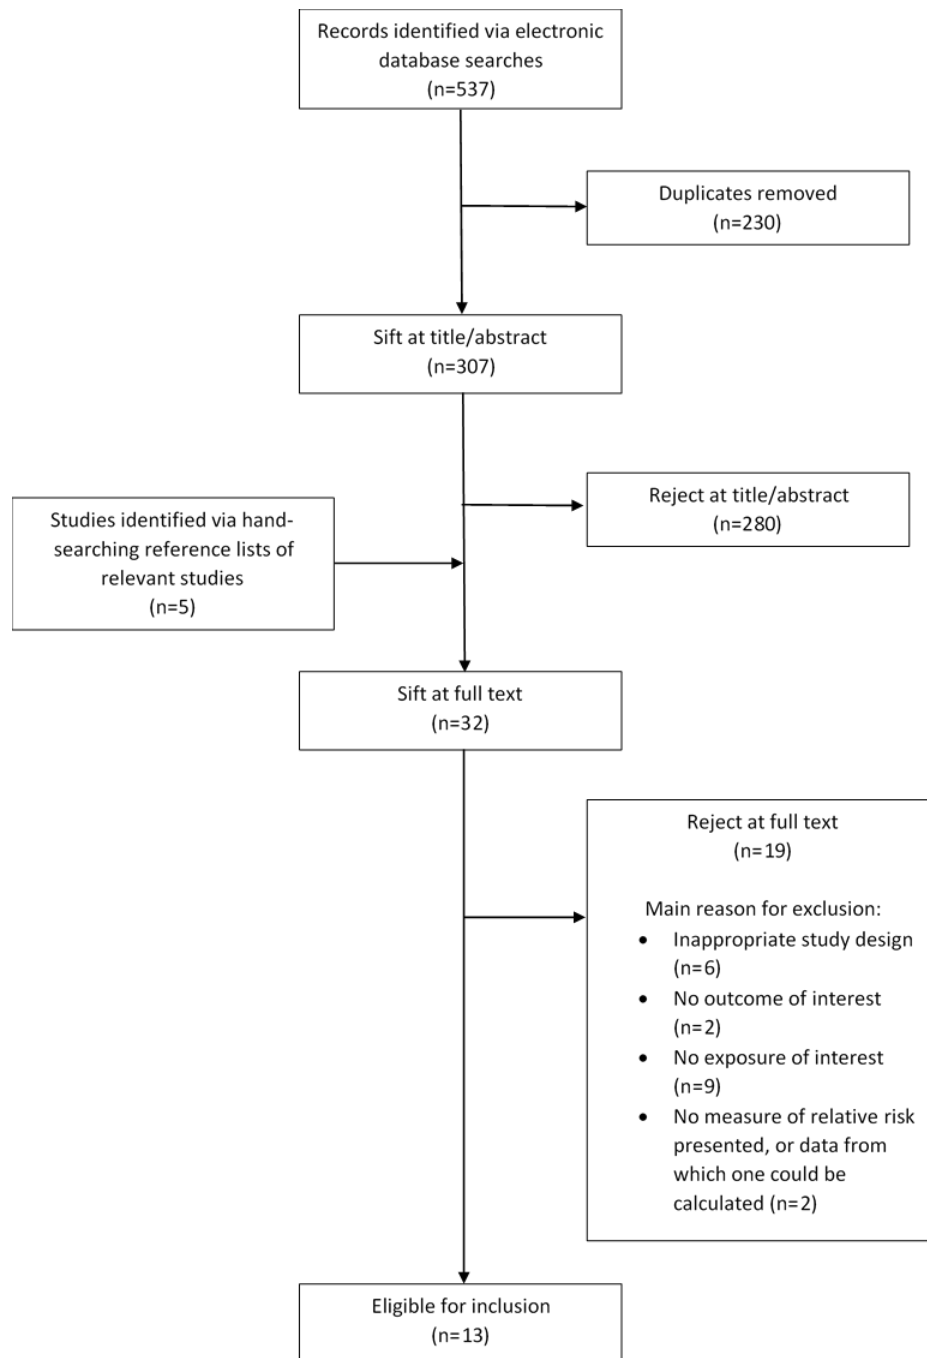 Records identified via electronic
database searches
(n=537)
Duplicates removed
(n=230)
Sift at title/abstract
(n=307)
Reject at title/abstract
(n=280)
Studies identified via hand-
searching reference lists of
relevant studies
(n=5)
Sift at full text
(n=32)
Reject at full text
(n=19)
Main reason for exclusion:
• Inappropriate study design
(n=6)
• No outcome of interest
(n=2)
• No exposure of interest
(n=9)
• No measure of relative risk
presented, or data from
which one could be
calculated (n=2)
Eligible for inclusion
(n=13)